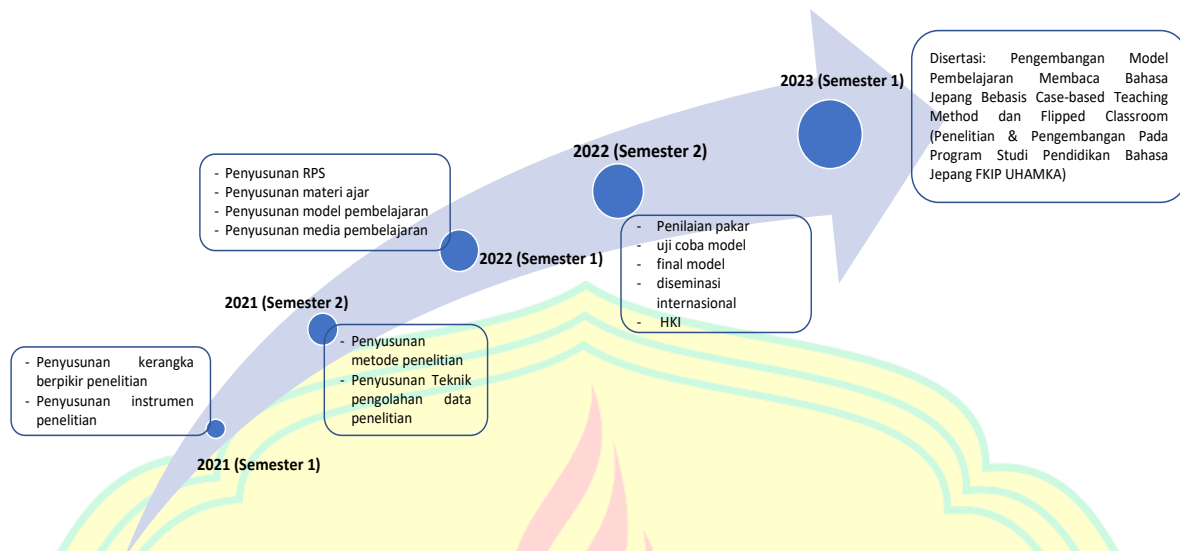 2021 (Semester 1)
- Penyusunan kerangka
berpikir penelitian
- Penyusunan instrumen
penelitian
2021 (Semester 2)
- Penyusunan
metode penelitian
- Penyusunan Teknik
pengolahan data
penelitian
2022 (Semester 1)
- Penyusunan RPS
- Penyusunan materi ajar
- Penyusunan model pembelajaran
- Penyusunan media pembelajaran
2022 (Semester 2)
- Penilaian pakar
- uji coba model
- final model
- diseminasi
internasional
- HKI
2023 (Semester 1)
Disertasi: Pengembangan Model
Pembelajaran Membaca Bahasa
Jepang Bebasis Case-based Teaching
Method dan Flipped Classroom
(Penelitian & Pengembangan Pada
Program Studi Pendidikan Bahasa
Jepang FKIP UHAMKA)